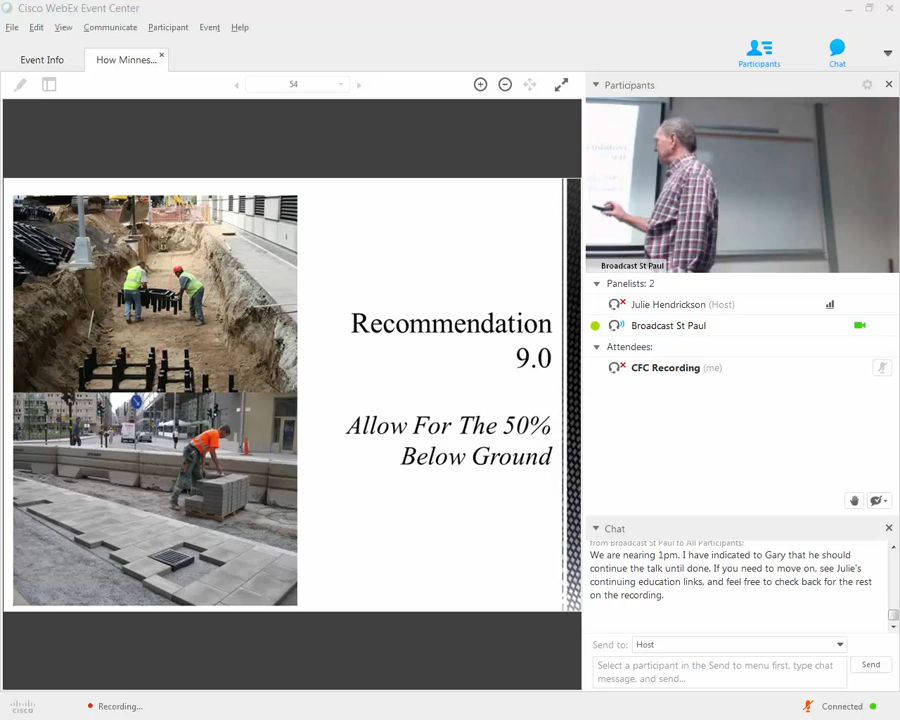 Cisco WebEx Event Center
File Edit View Communicate Participant Event Help
Event Info
How Minnes...
Participants
Chat
54
Participants
Broadcast St Paul
Panelists: 2
Julie Hendrickson (Host)
Broadcast St Paul
Attendees:
CFC Recording (me)
Recommendation
9.0
Allow For The 50%
Below Ground
Chat
from Broadcast St Paul to All Participants:
We are nearing 1pm. I have indicated to Gary that he should
continue the talk until done. If you need to move on, see Julie's
continuing education links, and feel free to check back for the rest
on the recording.
Send to: Host
Select a participant in the Send to menu first, type chat
message, and send...
Send
cisco
Recording...
Connected